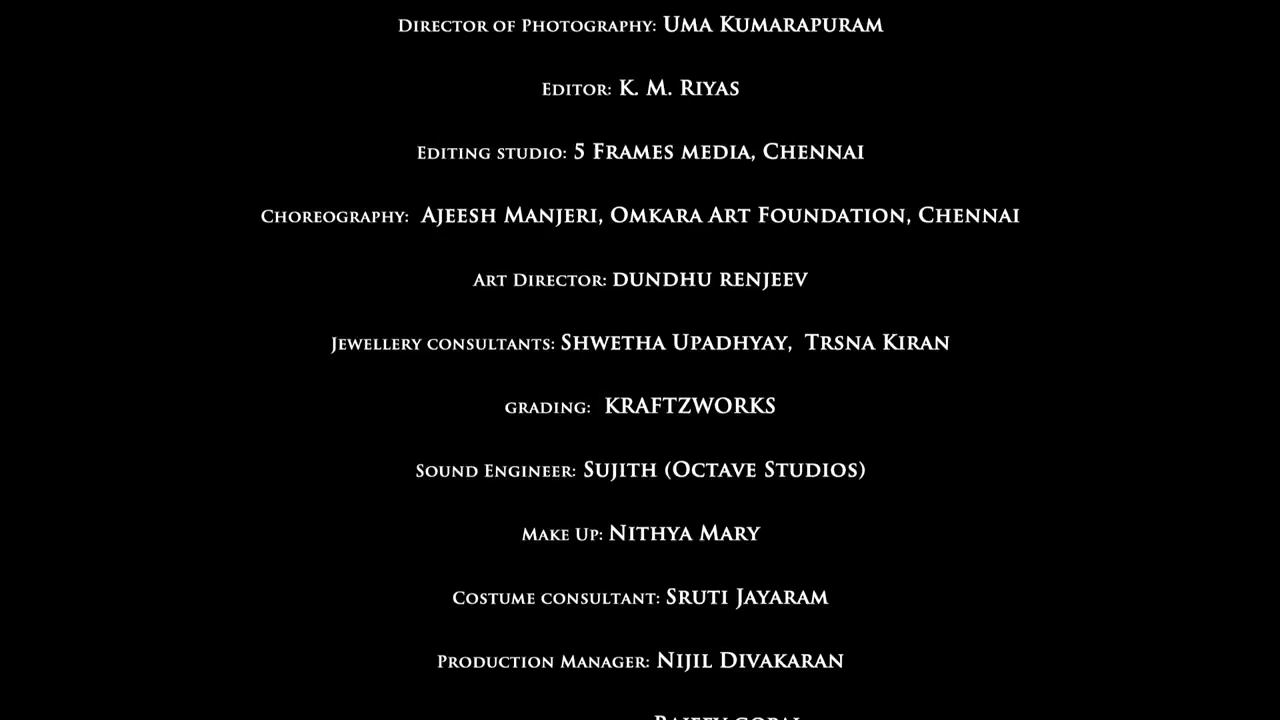 Director of Photography: Uma Kumarapuram
Editor: K. M. Riyas
Editing studio: 5 Frames media, Chennai
Choreography: Ajeesh Manjeri, Omkara Art Foundation, Chennai
Art Director: DUNDHU RENJEEV
Jewellery consultants: Shwetha Upadhyay, Trsna Kiran
grading: KRAFTZWORKS
Sound Engineer: Sujith (Octave Studios)
Make Up: Nithya Mary
Costume consultant: Sruti Jayaram
Production Manager: Nijil Divakaran